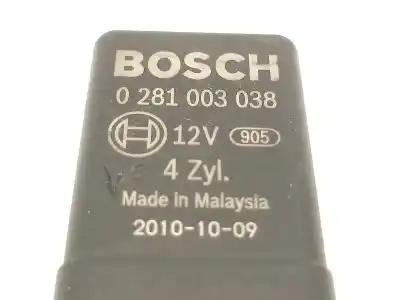 BOSCH
0 281 003 038
12V 905
4 Zyl.
Made in Malaysia
2010-10-09